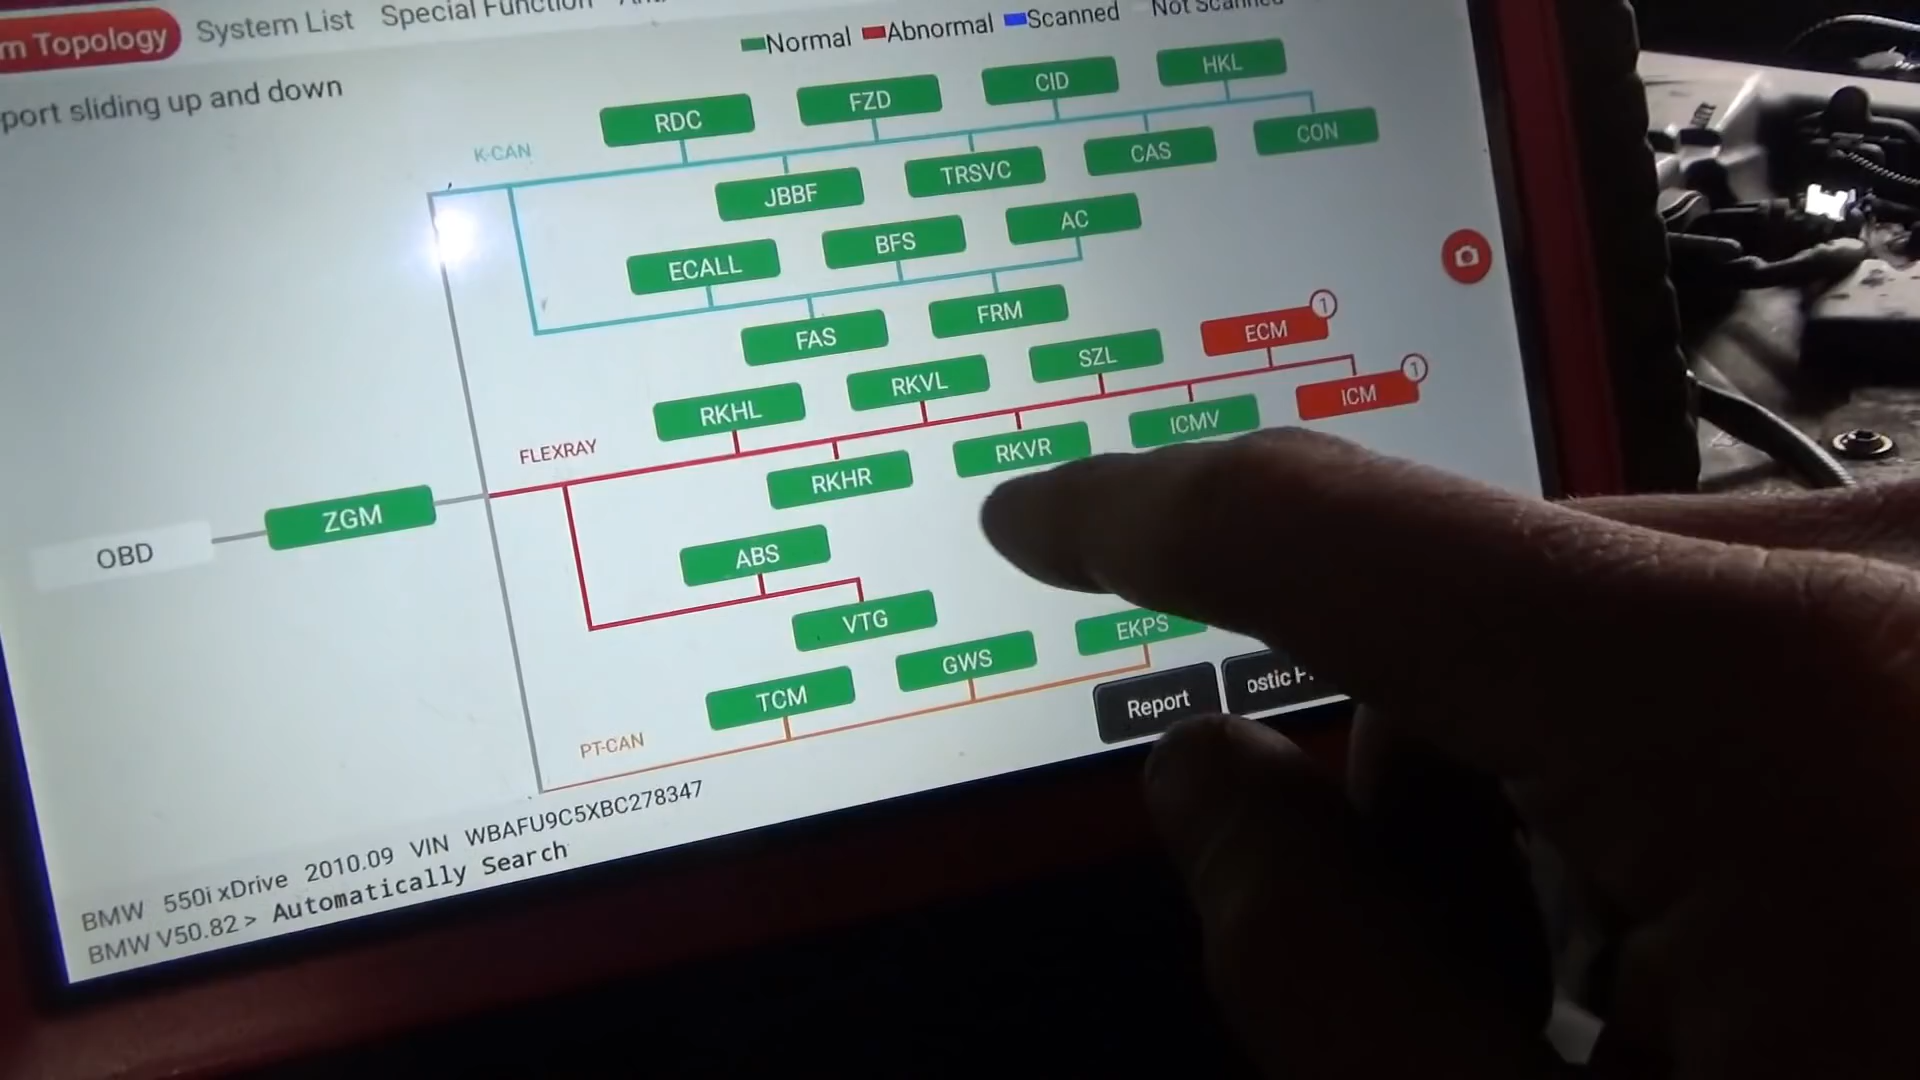 m Topology System List Special Function
Normal Abnormal Scanned Not Scanned
port sliding up and down
RDC FZD CID HKL
K-CAN
JBBF TRSVC CAS CON
ECALL BFS AC
FAS FRM
RKHL RKVL SZL ECM 1
FLEXRAY
RKHR RKVR ICMV ICM 1
OBD ZGM
ABS
VTG
TCM GWS EKPS
PT-CAN
Report ostic
BMW 550i xDrive 2010.09 VIN WBAFU9C5XBC278347
BMW V50.82 > Automatically Search